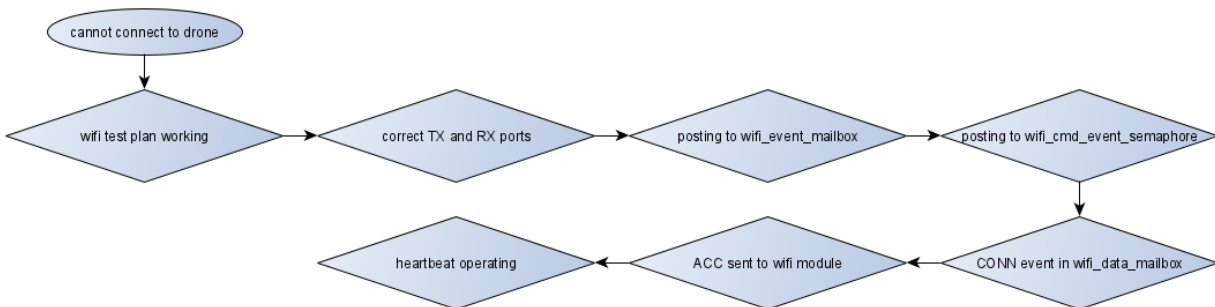 cannot connect to drone
wifi test plan working
correct TX and RX ports
posting to wifi_event_mailbox
posting to wifi_cmd_event_semaphore
CONN event in wifi_data_mailbox
ACC sent to wifi module
heartbeat operating